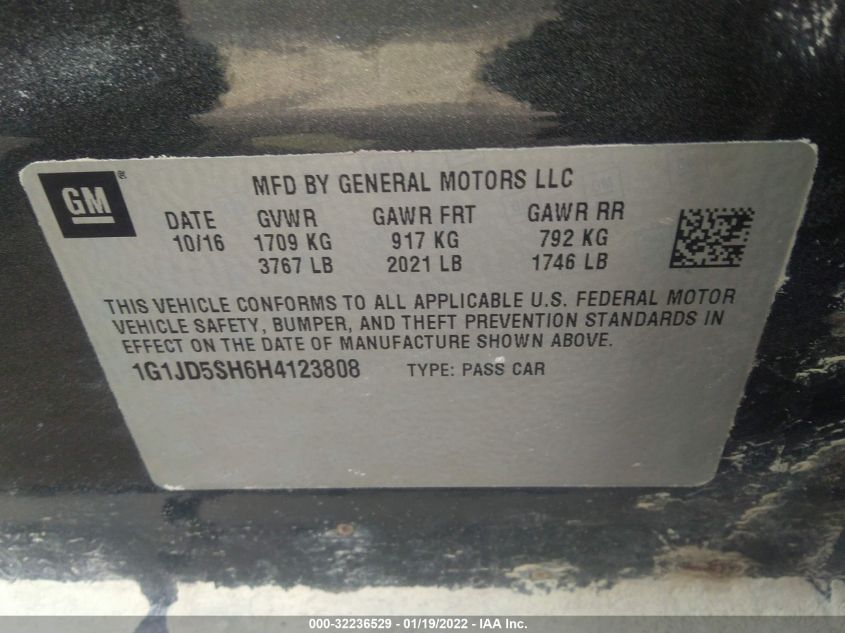 GM®
MFD BY GENERAL MOTORS LLC
DATE GVWR GAWR FRT GAWR RR
10/16 1709 KG 917 KG 792 KG
3767 LB 2021 LB 1746 LB
THIS VEHICLE CONFORMS TO ALL APPLICABLE U.S. FEDERAL MOTOR
VEHICLE SAFETY, BUMPER, AND THEFT PREVENTION STANDARDS IN
EFFECT ON THE DATE OF MANUFACTURE SHOWN ABOVE.
1G1JD5SH6H4123808 TYPE: PASS CAR
000-32236529 - 01/19/2022 - IAA Inc.